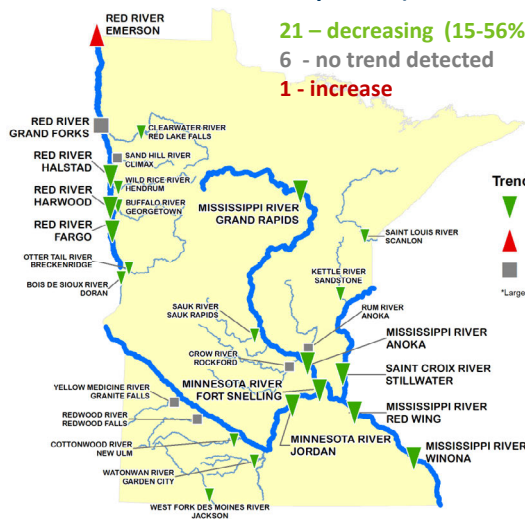 21 – decreasing (15-56%
6 - no trend detected
1 - increase
RED RIVER
EMERSON
RED RIVER
GRAND FORKS
CLEARWATER RIVER
RED LAKE FALLS
RED RIVER
HALSTAD
SAND HILL RIVER
CLIMAX
WILD RICE RIVER
HENDRUM
RED RIVER
HARWOOD
BUFFALO RIVER
GEORGETOWN
RED RIVER
FARGO
OTTER TAIL RIVER
BRECKENRIDGE
BOIS DE SIOUX RIVER
DORAN
MISSISSIPPI RIVER
GRAND RAPIDS
SAINT LOUIS RIVER
SCANLON
KETTLE RIVER
SANDSTONE
Trend
*Large
SAUK RIVER
SAUK RAPIDS
RUM RIVER
ANOKA
CROW RIVER
ROCKFORD
MISSISSIPPI RIVER
ANOKA
MINNESOTA RIVER
FORT SNELLING
SAINT CROIX RIVER
STILLWATER
YELLOW MEDICINE RIVER
GRANITE FALLS
REDWOOD RIVER
REDWOOD FALLS
MISSISSIPPI RIVER
RED WING
COTTONWOOD RIVER
NEW ULM
MINNESOTA RIVER
JORDAN
MISSISSIPPI RIVER
WINONA
WATONWAN RIVER
GARDEN CITY
WEST FORK DES MOINES RIVER
JACKSON